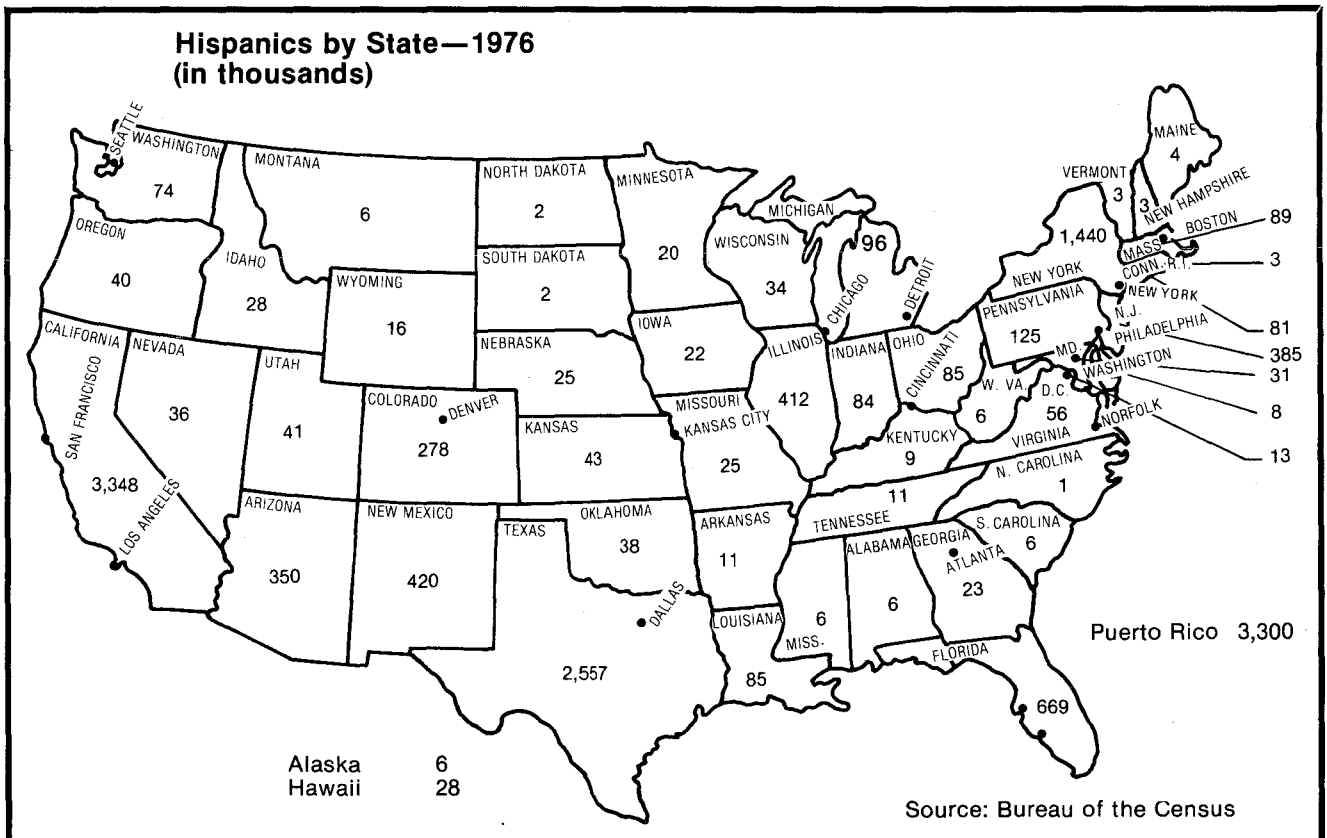 Hispanics by State—1976
(in thousands)
SEATTLE
WASHINGTON
74
MONTANA
6
NORTH DAKOTA
2
MINNESOTA
20
MICHIGAN
96
WISCONSIN
34
VERMONT
3
MAINE
4
3
NEW HAMPSHIRE
BOSTON
89
MASS.
CONN.
R.I.
3
1,440
NEW YORK
NEW YORK
OREGON
40
IDAHO
28
WYOMING
16
SOUTH DAKOTA
2
IOWA
22
CHICAGO
DETROIT
PENNSYLVANIA
125
N.J.
81
PHILADELPHIA
385
MD.
WASHINGTON
31
D.C.
8
13
CALIFORNIA
SAN FRANCISCO
3,348
LOS ANGELES
NEVADA
36
UTAH
41
COLORADO
DENVER
278
NEBRASKA
25
KANSAS
43
MISSOURI
KANSAS CITY
25
ILLINOIS
412
INDIANA
84
OHIO
85
CINCINNATI
W. VA.
6
56
VIRGINIA
NORFOLK
KENTUCKY
9
N. CAROLINA
1
ARIZONA
350
NEW MEXICO
420
TEXAS
OKLAHOMA
38
ARKANSAS
11
11
TENNESSEE
S. CAROLINA
6
ALABAMA
6
GEORGIA
ATLANTA
23
DALLAS
2,557
LOUISIANA
85
6
MISS.
FLORIDA
669
Puerto Rico 3,300
Alaska 6
Hawaii 28
Source: Bureau of the Census